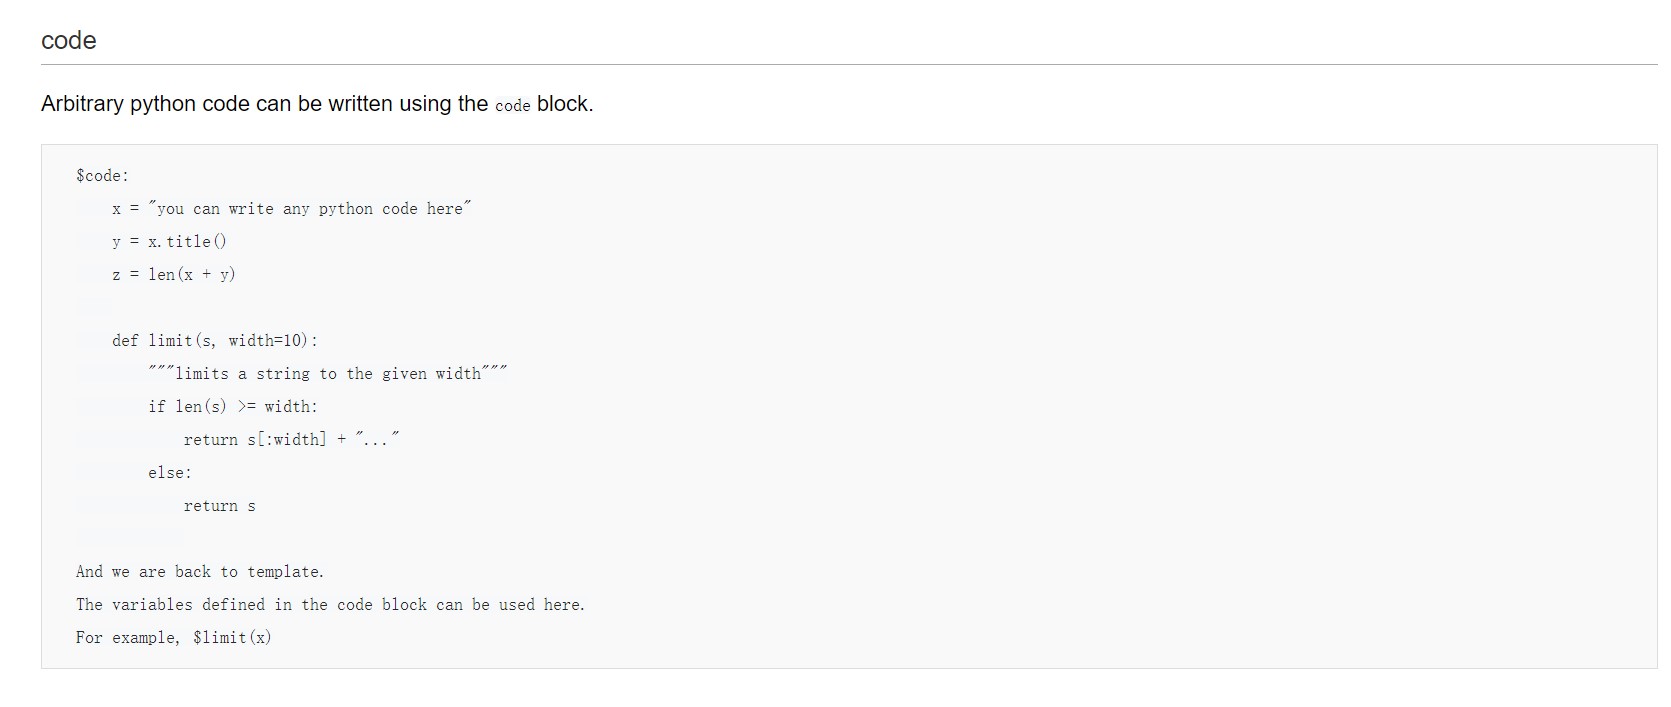 code
Arbitrary python code can be written using the code block.
$code:
    x = "you can write any python code here"
    y = x.title()
    z = len(x + y)

    def limit(s, width=10):
        """limits a string to the given width"""
        if len(s) >= width:
            return s[:width] + "..."
        else:
            return s

And we are back to template.
The variables defined in the code block can be used here.
For example, $limit(x)